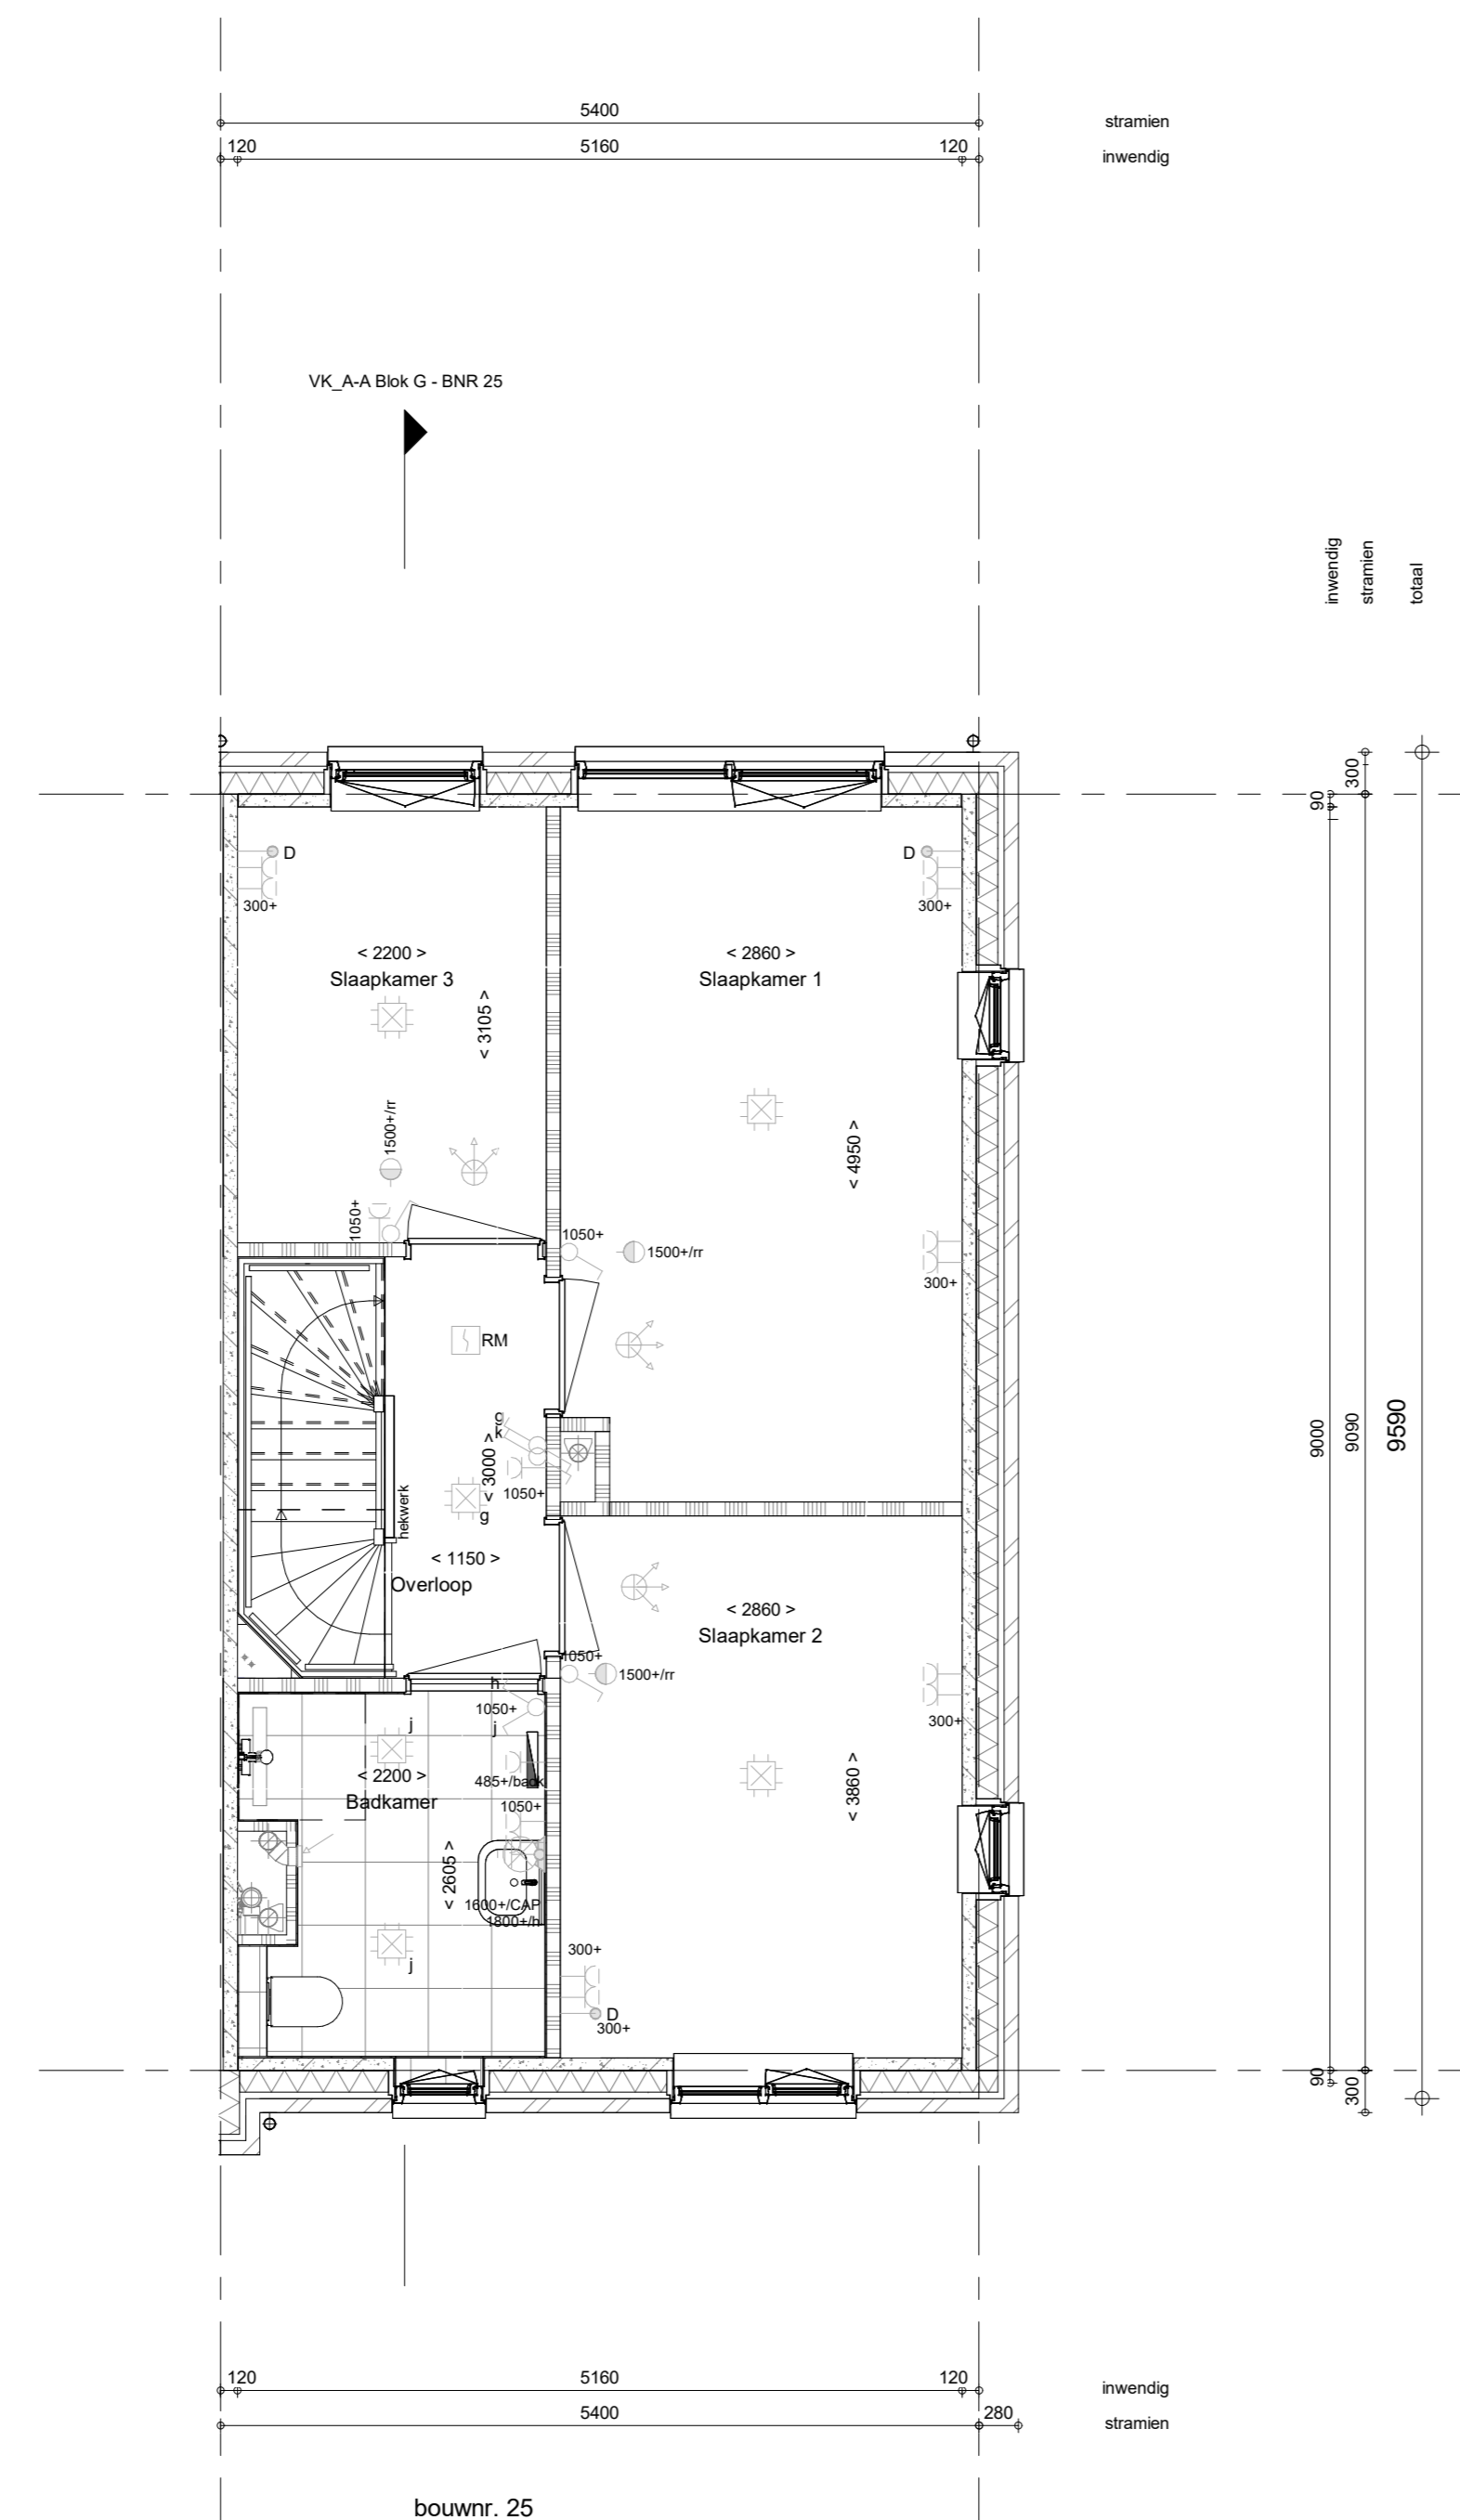 5400
stramien
120
5160
120
inwendig
VK_A-A Blok G - BNR 25
inwendig
stramien
totaal
300
90
D
300+
D
300+
< 2200 >
Slaapkamer 3
< 3105 >
< 2860 >
Slaapkamer 1
< 4950 >
1500+/rr
1050+
1050+
1500+/rr
300+
RM
g
k
< 3000 >
1050+
g
hekwerk
< 1150 >
Overloop
9000
9090
9590
< 2860 >
Slaapkamer 2
1050+
1500+/rr
300+
h
1050+
j
j
< 2200 >
Badkamer
485+/back
1050+
< 2605 >
1600+/CAP
1800+/h
j
< 3860 >
300+
D
300+
90
300
120
5160
120
inwendig
5400
280
stramien
bouwnr. 25